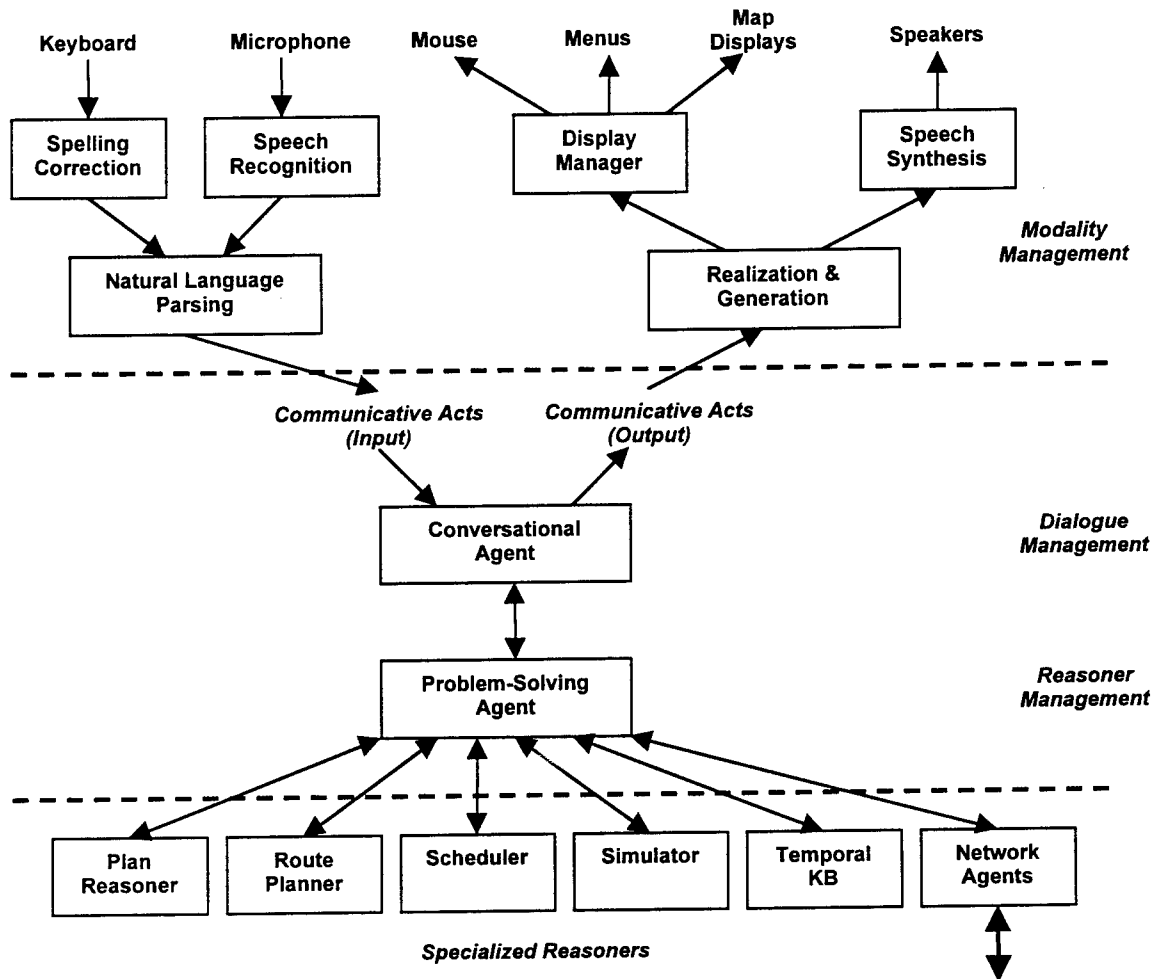 Keyboard
Microphone
Mouse
Menus
Map
Displays
Speakers
Spelling
Correction
Speech
Recognition
Display
Manager
Speech
Synthesis
Modality
Management
Natural Language
Parsing
Realization &
Generation
Communicative Acts
(Input)
Communicative Acts
(Output)
Conversational
Agent
Dialogue
Management
Problem-Solving
Agent
Reasoner
Management
Plan
Reasoner
Route
Planner
Scheduler
Simulator
Temporal
KB
Network
Agents
Specialized Reasoners